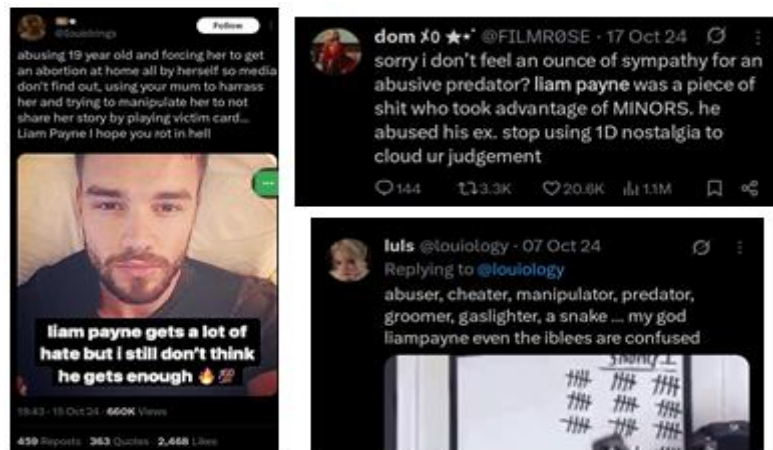 Follow
abusing 19 year old and forcing her to get
an abortion at home all by herself so media
don't find out, using your mum to harrass
her and trying to manipulate her to not
share her story by playing victim card...
Liam Payne I hope you rot in hell
liam payne gets a lot of
hate but i still don't think
he gets enough 🔥 💯
19:43 · 15 Oct 24 · 660K Views
459 Reposts 363 Quotes 2,468 Likes
dom @FILMRØSE · 17 Oct 24
sorry i don't feel an ounce of sympathy for an
abusive predator? liam payne was a piece of
shit who took advantage of MINORS. he
abused his ex. stop using 1D nostalgia to
cloud ur judgement
144 3.3K 20.6K 1.1M
luls @louiology · 07 Oct 24
Replying to @louiology
abuser, cheater, manipulator, predator,
groomer, gaslighter, a snake ... my god
liampayne even the iblees are confused